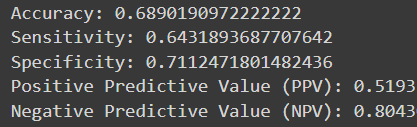 Accuracy: 0.6890190972222222
Sensitivity: 0.6431893687707642
Specificity: 0.7112471801482436
Positive Predictive Value (PPV): 0.5193
Negative Predictive Value (NPV): 0.8043